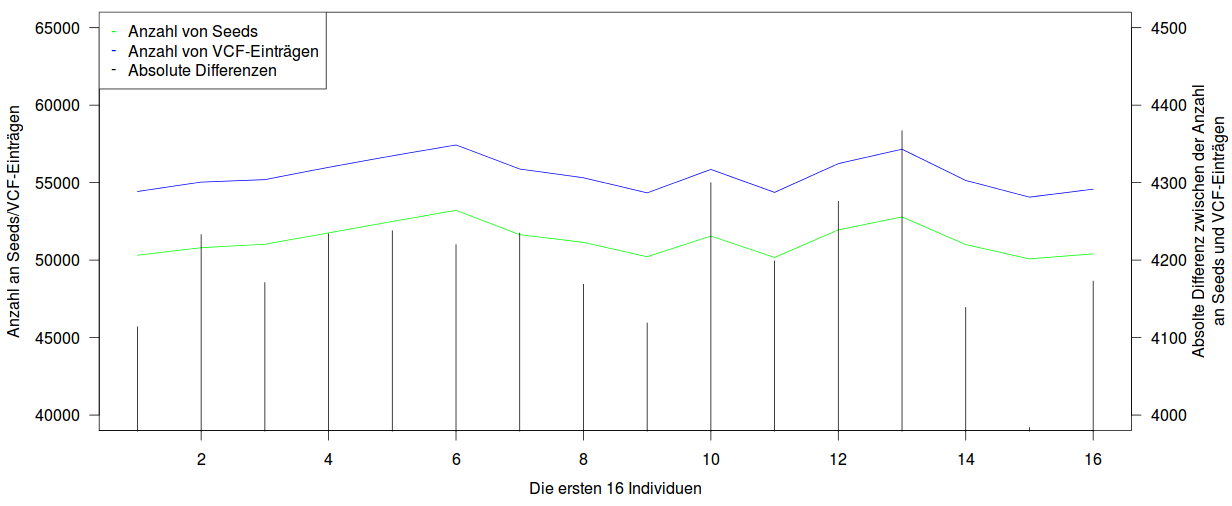 Anzahl von Seeds
Anzahl von VCF-Einträgen
Absolute Differenzen
Anzahl an Seeds/VCF-Einträgen
65000
60000
55000
50000
45000
40000
4500
4400
4300
4200
4100
4000
Absolte Differenz zwischen der Anzahl
an Seeds und VCF-Einträgen
2 4 6 8 10 12 14 16
Die ersten 16 Individuen